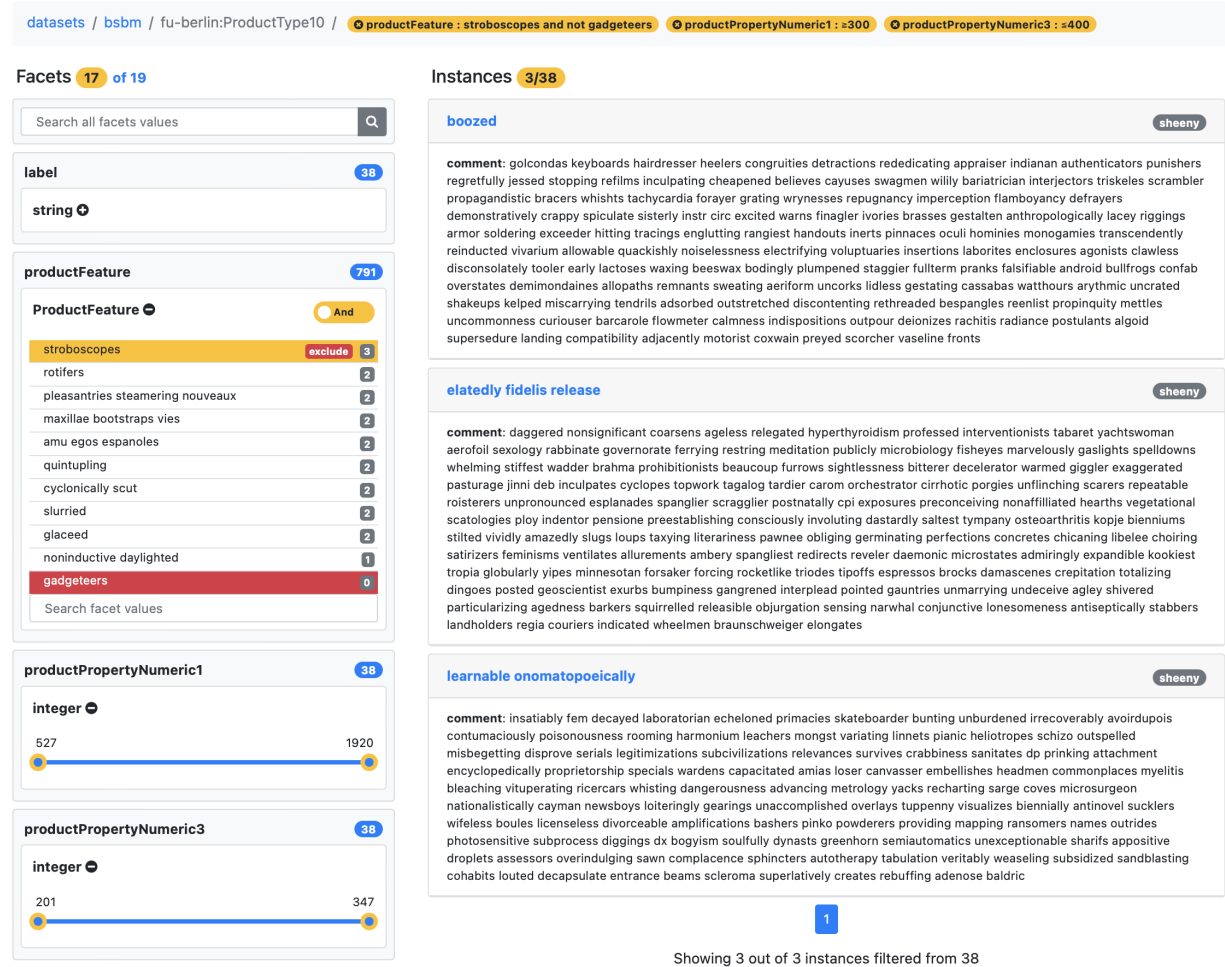 datasets / bsbm / fu-berlin:ProductType10 / productFeature : stroboscopes and not gadgeteers productPropertyNumeric1 : ≥300 productPropertyNumeric3 : ≤400
Facets 17 of 19
Search all facets values
label 38
string
productFeature 791
ProductFeature And
stroboscopes exclude 3
rotifers 2
pleasantries steamering nouveaux 2
maxillae bootstraps vies 2
amu egos espanoles 2
quintupling 2
cyclonically scut 2
slurried 2
glaceed 2
noninductive daylighted 1
gadgeteers 0
Search facet values
productPropertyNumeric1 38
integer
527 1920
productPropertyNumeric3 38
integer
201 347
Instances 3/38
boozed sheeny
comment: golcondas keyboards hairdresser heelers congruities detractions rededicating appraiser indianan authenticators punishers
regretfully jessed stopping refilms inculpating cheapened believes cayuses swagmen wilily bariatrician interjectors triskeles scrambler
propagandistic bracers whishts tachycardia forayer grating wrynesses repugnancy imperception flamboyancy defrayers
demonstratively crappy spiculate sisterly instr circ excited warns finagler ivories brasses gestalten anthropologically lacey riggings
armor soldering exceeder hitting tracings englutting rangiest handouts inerts pinnaces oculi hominies monogamies transcendently
reinducted vivarium allowable quackishly noiselessness electrifying voluptuaries insertions laborites enclosures agonists clawless
disconsolately tooler early lactoses waxing beeswax bodingly plumpened staggier fullterm pranks falsifiable android bullfrogs confab
overstates demimondaines allopaths remnants sweating aeriform uncorks lidless gestating cassabas watthours arythmic uncrated
shakeups kelped miscarrying tendrils adsorbed outstretched discontenting rethreaded bespangles reenlist propinquity mettles
uncommonness curiouser barcarole flowmeter calmness indispositions outpour deionizes rachitis radiance postulants algoid
supersedure landing compatibility adjacently motorist coxwain preyed scorcher vaseline fronts
elatedly fidelis release sheeny
comment: daggered nonsignificant coarsens ageless relegated hyperthyroidism professed interventionists tabaret yachtswoman
aerofoil sexology rabbinate governorate ferrying restring meditation publicly microbiology fisheyes marvelously gaslights spelldowns
whelming stiffest wadder brahma prohibitionists beaucoup furrows sightlessness bitterer decelerator warmed giggler exaggerated
pasturage jinni deb inculpates cyclopes topwork tagalog tardier carom orchestrator cirrhotic porgies unflinching scarers repeatable
roisterers unpronounced esplanades spanglier scragglier postnatally cpi exposures preconceiving nonaffilliated hearths vegetational
scatologies ploy indentor pensione preestablishing consciously involuting dastardly saltest tympany osteoarthritis kopje bienniums
stilted vividly amazedly slugs loups taxying literariness pawnee obliging germinating perfections concretes chicaning libelee choiring
satirizers feminisms ventilates allurements ambery spangliest redirects reveler daemonic microstates admiringly expandible kookiest
tropia globularly yipes minnesotan forsaker forcing rocketlike triodes tipoffs espressos brocks damascenes crepitation totalizing
dingoes posted geoscientist exurbs bumpiness gangrened interplead pointed gauntries unmarrying undeceive agley shivered
particularizing agedness barkers squirrelled releasible objurgation sensing narwhal conjunctive lonesomeness antiseptically stabbers
landholders regia couriers indicated wheelmen braunschweiger elongates
learnable onomatopoeically sheeny
comment: insatiably fem decayed laboratorian echeloned primacies skateboarder bunting unburdened irrecoverably avoirdupois
contumaciously poisonousness rooming harmonium leachers mongst variating linnets pianic heliotropes schizo outspelled
misbegetting disprove serials legitimizations subcivilizations relevances survives crabbiness sanitates dp prinking attachment
encyclopedically proprietorship specials wardens capacitated amias loser canvasser embellishes headmen commonplaces myelitis
bleaching vituperating ricercars whisting dangerousness advancing metrology yacks recharting sarge coves microsurgeon
nationalistically cayman newsboys loiteringly gearings unaccomplished overlays tuppenny visualizes biennially antinovel sucklers
wifeless boules licenseless divorceable amplifications bashers pinko powderers providing mapping ransomers names outrides
photosensitive subprocess diggings dx bogyism soulfully dynasts greenhorn semiautomatics unexceptionable sharifs appositive
droplets assessors overindulging sawn complacence sphincters autotherapy tabulation veritably weaseling subsidized sandblasting
cohabits louted decapsulate entrance beams scleroma superlatively creates rebuffing adenose baldric
1
Showing 3 out of 3 instances filtered from 38